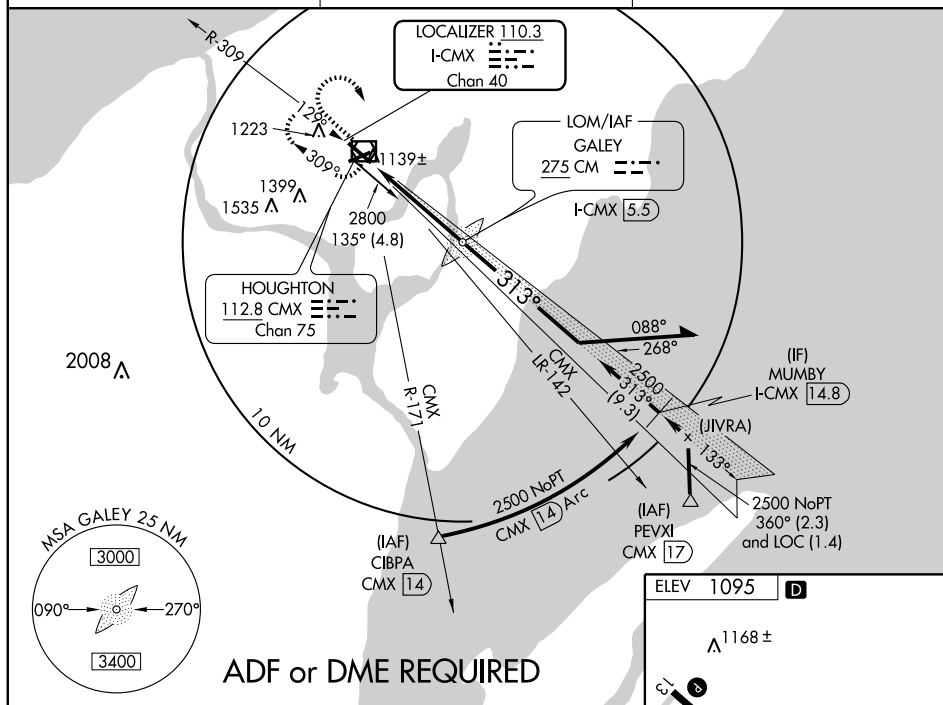 R-309
LOCALIZER 110.3
I-CMX
Chan 40
129°
1223
309°
1139±
LOM/IAF
GALEY
275 CM
I-CMX 5.5
1399
1535
2800
135° (4.8)
HOUGHTON
112.8 CMX
Chan 75
313°
088°
268°
2008
CMX
R-171
CMX
LR-142
2500
313°
(9.3)
(IF)
MUMBY
I-CMX 14.8
(JIVRA)
133°
10 NM
2500 NoPT
CMX 14 Arc
(IAF)
CIBPA
CMX 14
(IAF)
PEVXI
CMX 17
2500 NoPT
360° (2.3)
and LOC (1.4)
MSA GALEY 25 NM
3000
090°
270°
3400
ADF or DME REQUIRED
ELEV 1095 D
1168 ±
13
P